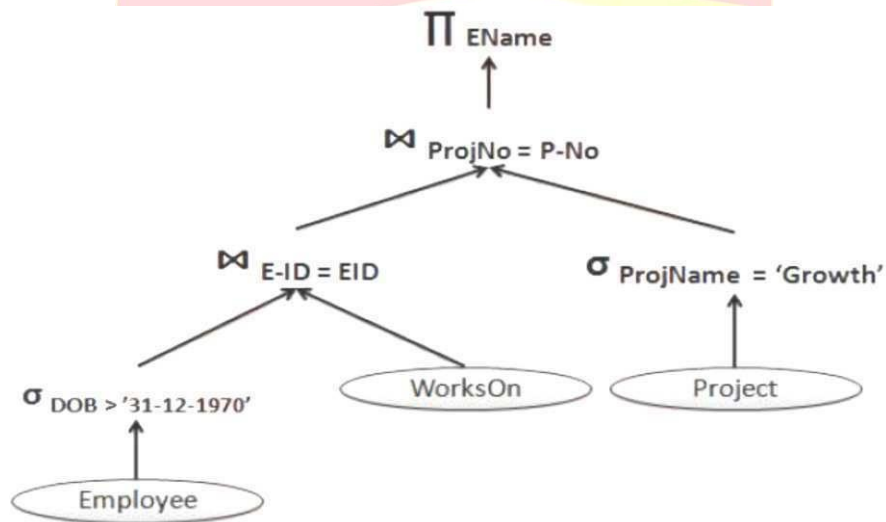 Π EName
⋈ ProjNo = P-No
⋈ E-ID = EID
σ ProjName = ‘Growth’
σ DOB > ’31-12-1970’
WorksOn
Project
Employee